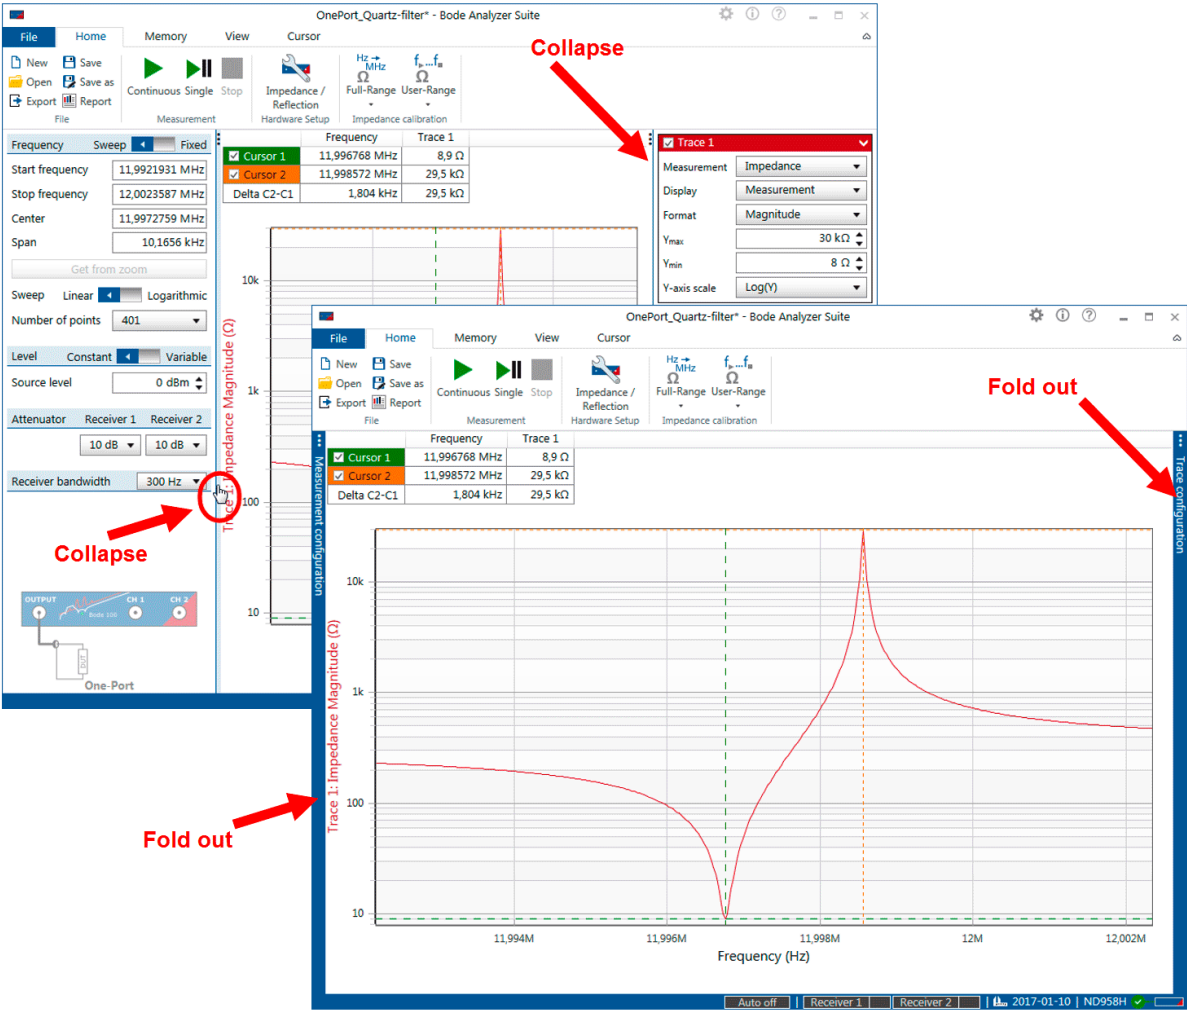 OnePort_Quartz-filter* - Bode Analyzer Suite
File Home Memory View Cursor
New Save
Open Save as
Export Report
File
Continuous Single Stop
Measurement
Impedance /
Reflection
Hardware Setup
Hz
MHz
Ω
Full-Range
f...f
Ω
User-Range
Impedance calibration
Collapse
Frequency Sweep Fixed
Start frequency 11,9921931 MHz
Stop frequency 12,0023587 MHz
Center 11,9972759 MHz
Span 10,1656 kHz
Get from zoom
Sweep Linear Logarithmic
Number of points 401
Level Constant Variable
Source level 0 dBm
Attenuator Receiver 1 Receiver 2
10 dB 10 dB
Receiver bandwidth 300 Hz
Collapse
OUTPUT CH 1 CH 2
Bode 100
DUT
One-Port
Frequency Trace 1
Cursor 1 11,996768 MHz 8,9 Ω
Cursor 2 11,998572 MHz 29,5 kΩ
Delta C2-C1 1,804 kHz 29,5 kΩ
Trace 1: Impedance Magnitude (Ω)
10k
1k
100
10
Trace 1
Measurement Impedance
Display Measurement
Format Magnitude
Ymax 30 kΩ
Ymin 8 Ω
Y-axis scale Log(Y)
OnePort_Quartz-filter* - Bode Analyzer Suite
File Home Memory View Cursor
New Save
Open Save as
Export Report
File
Continuous Single Stop
Measurement
Impedance /
Reflection
Hardware Setup
Hz
MHz
Ω
Full-Range
f...f
Ω
User-Range
Impedance calibration
Fold out
Measurement configuration
Trace configuration
Frequency Trace 1
Cursor 1 11,996768 MHz 8,9 Ω
Cursor 2 11,998572 MHz 29,5 kΩ
Delta C2-C1 1,804 kHz 29,5 kΩ
Trace 1: Impedance Magnitude (Ω)
10k
1k
100
10
11,994M 11,996M 11,998M 12M 12,002M
Frequency (Hz)
Fold out
Auto off Receiver 1 Receiver 2 2017-01-10 | ND958H